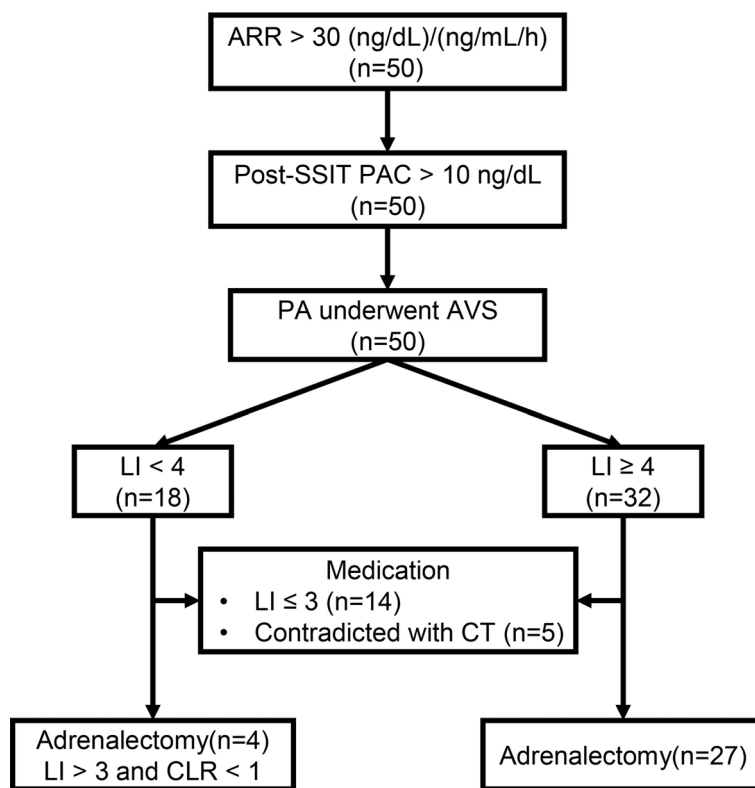 ARR > 30 (ng/dL)/(ng/mL/h)
(n=50)
Post-SSIT PAC > 10 ng/dL
(n=50)
PA underwent AVS
(n=50)
LI < 4
(n=18)
LI ≥ 4
(n=32)
Medication
• LI ≤ 3 (n=14)
• Contradicted with CT (n=5)
Adrenalectomy(n=4)
LI > 3 and CLR < 1
Adrenalectomy(n=27)